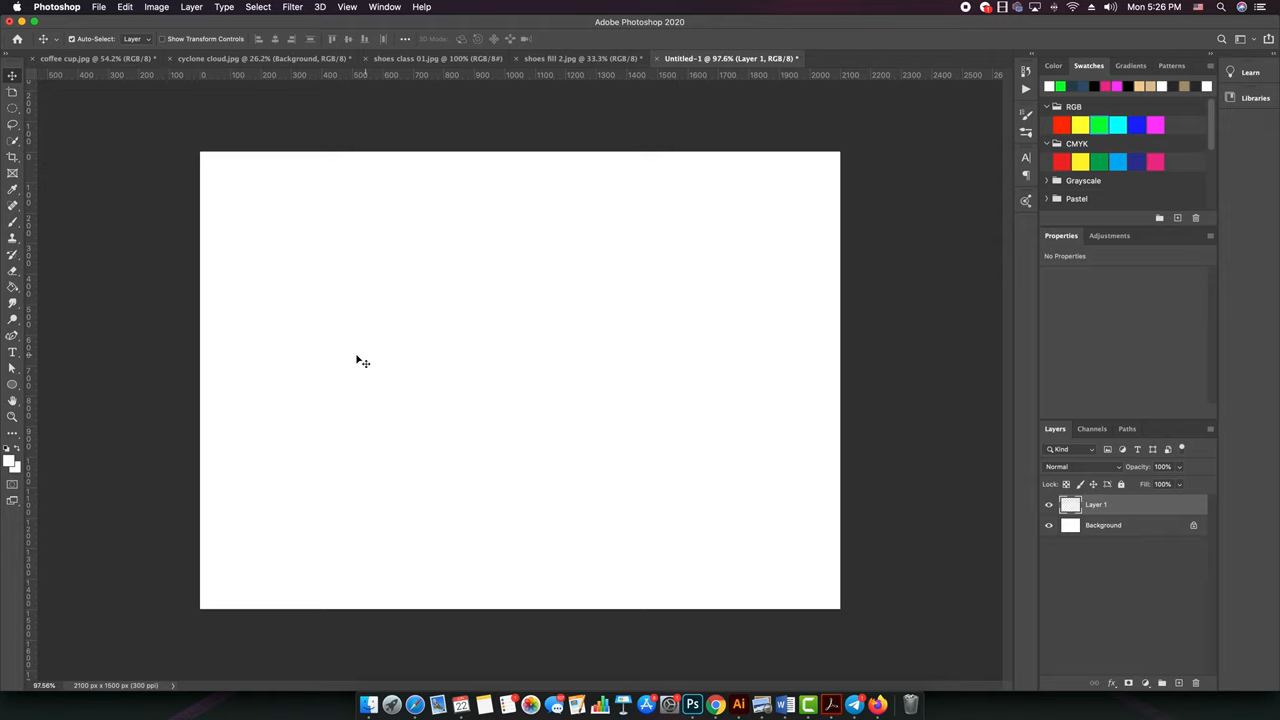 Photoshop File Edit Image Layer Type Select Filter 3D View Window Help Mon 5:26 PM
Adobe Photoshop 2020
Auto-Select: Layer Show Transform Controls 3D Mode:
coffee cup.jpg @ 54.2% (RGB/8) * cyclone cloud.jpg @ 26.2% (Background, RGB/8) * shoes class 01.jpg @ 100% (RGB/8#) shoes fill 2.jpg @ 33.3% (RGB/8) * Untitled-1 @ 97.6% (Layer 1, RGB/8) *
Color Swatches Gradients Patterns
Learn
Libraries
RGB
CMYK
Grayscale
Pastel
Properties Adjustments
No Properties
Layers Channels Paths
Kind
Normal Opacity: 100%
Lock: Fill: 100%
Layer 1
Background
97.56% 2100 px x 1500 px (300 ppi)